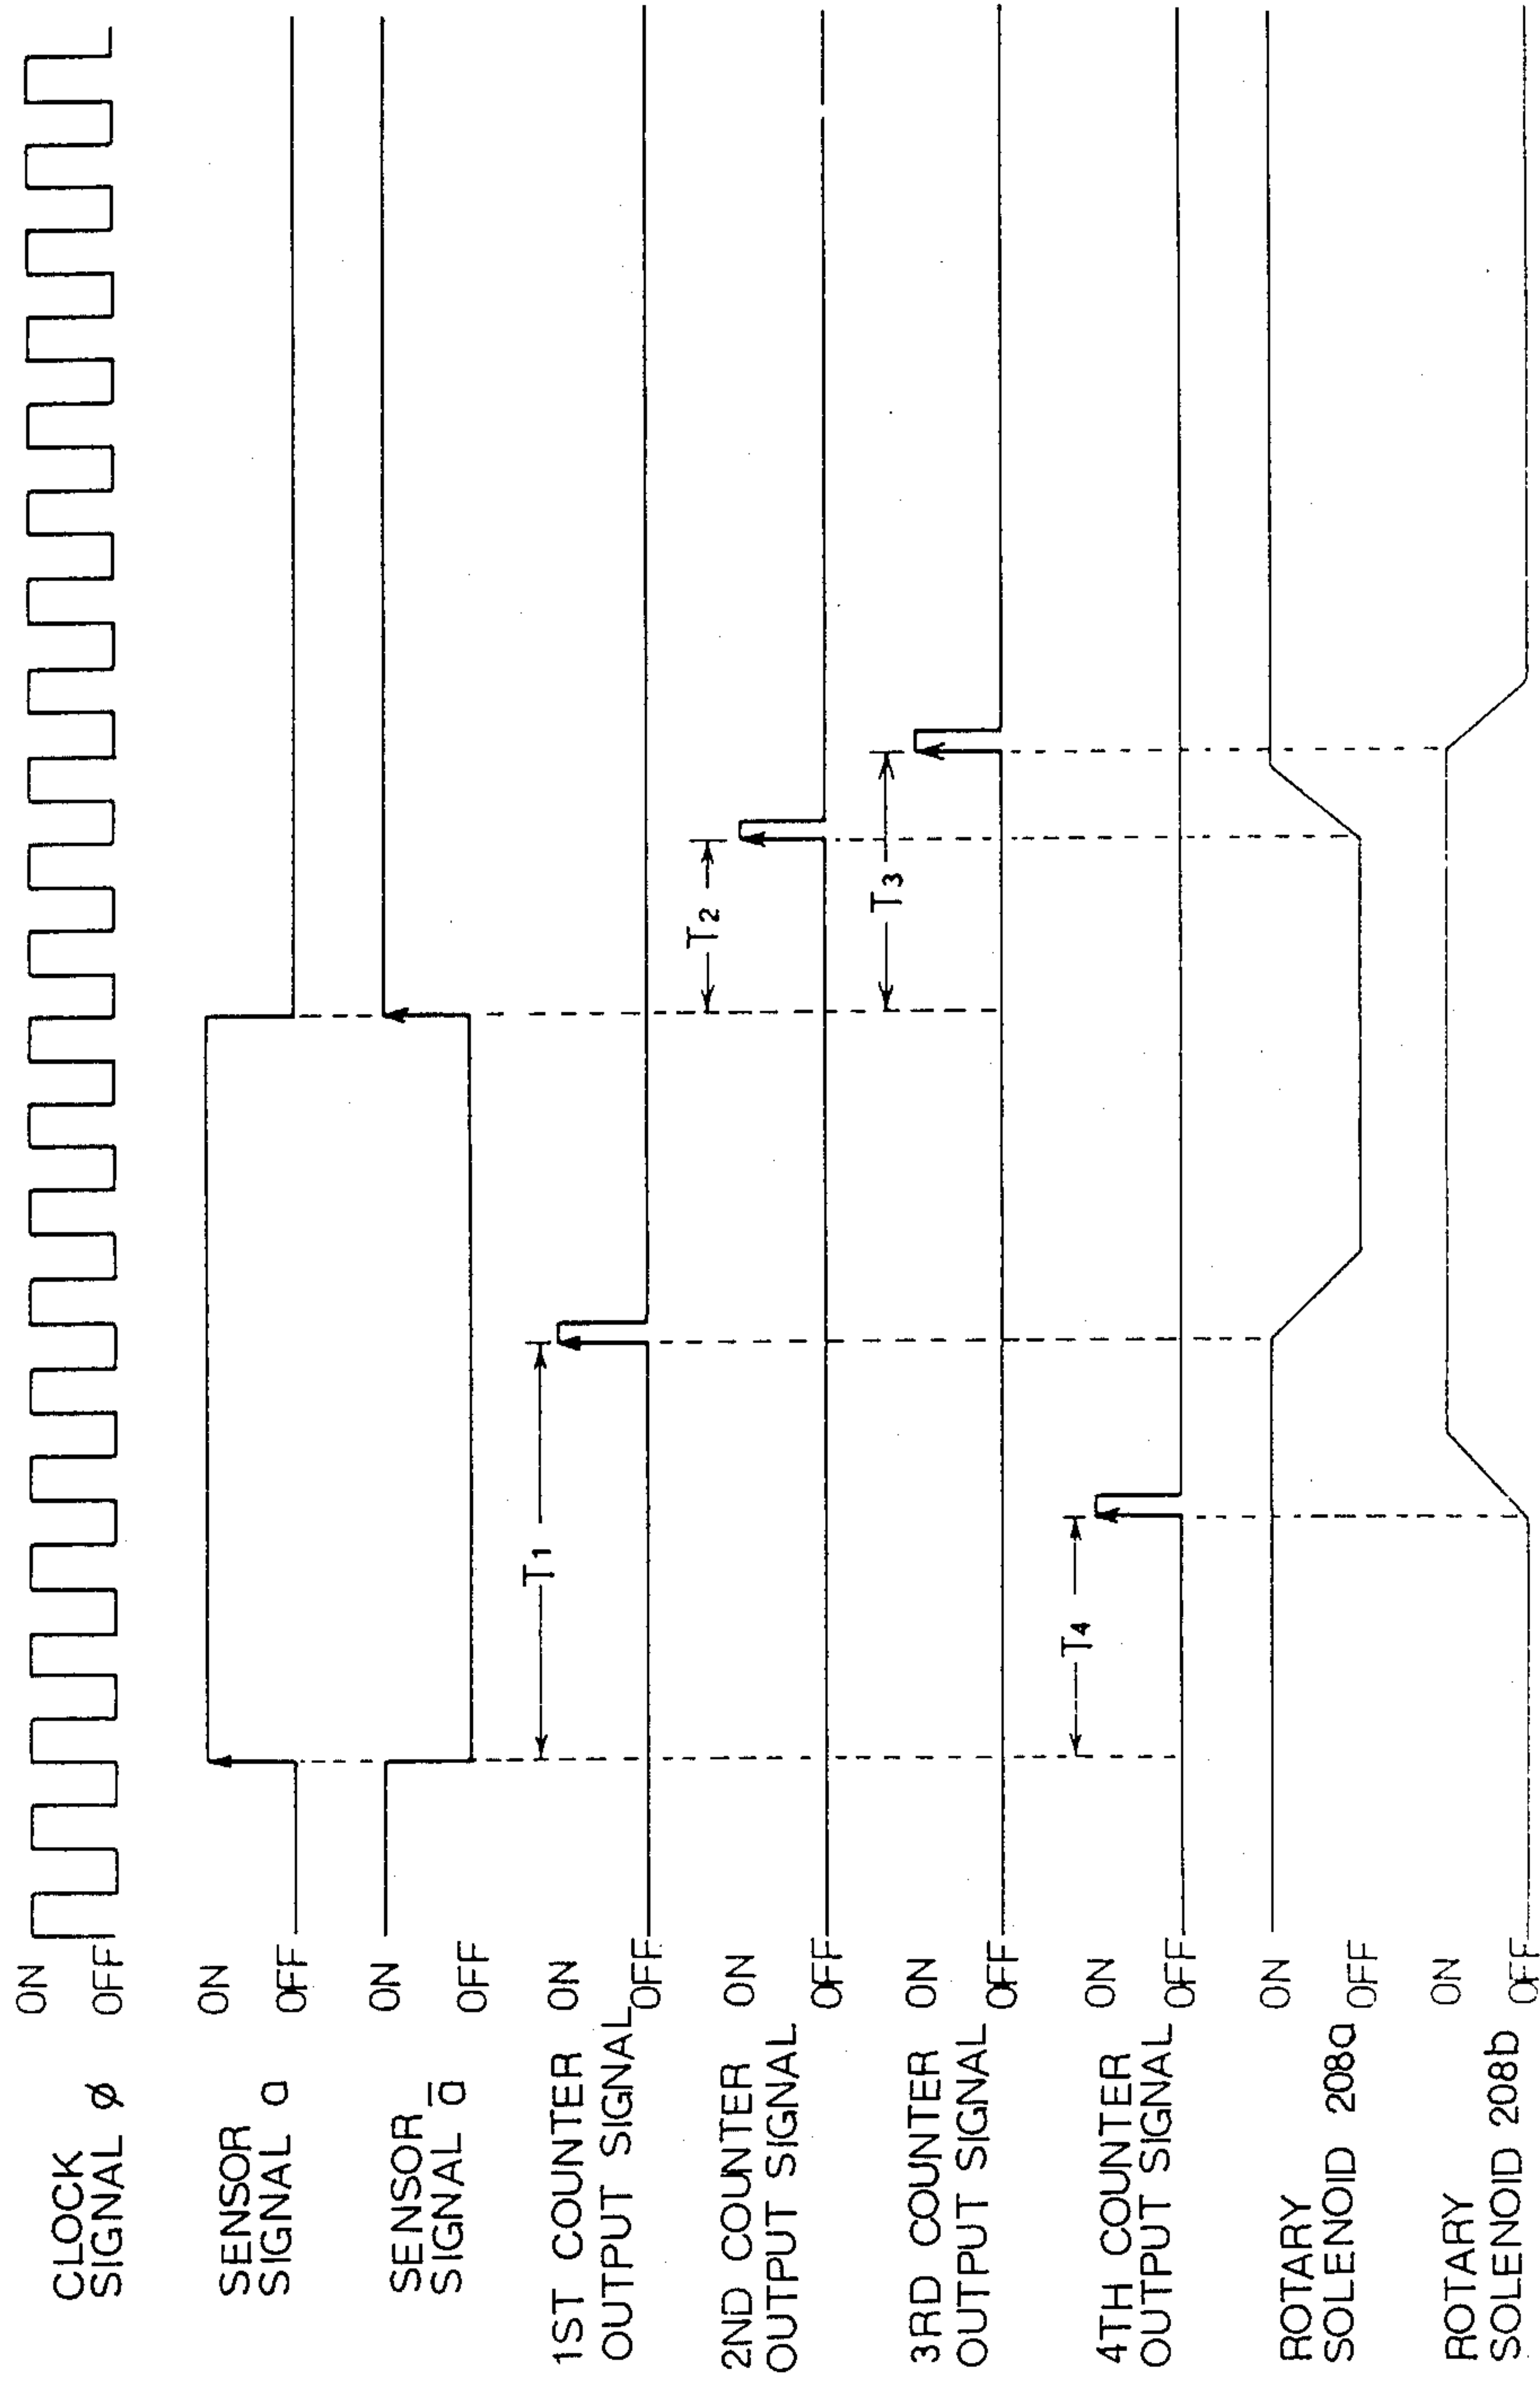 CLOCK
SIGNAL ø
ON
OFF
SENSOR
SIGNAL a
ON
OFF
SENSOR
SIGNAL a̅
ON
OFF
1ST COUNTER
OUTPUT SIGNAL
ON
OFF
T1
2ND COUNTER
OUTPUT SIGNAL
ON
OFF
T2
3RD COUNTER
OUTPUT SIGNAL
ON
OFF
T3
4TH COUNTER
OUTPUT SIGNAL
ON
OFF
T4
ROTARY
SOLENOID 208a
ON
OFF
ROTARY
SOLENOID 208b
ON
OFF